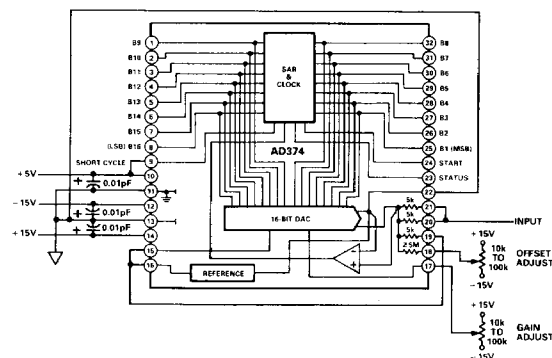 B9 1
B10 2
B11 3
B12 4
B13 5
B14 6
B15 7
(LSB) B16 8
SHORT CYCLE 9
+5V
10
+ 0.01pF
11
-15V
12
+ 0.01pF
13
+ 0.01pF
+15V
14
15
16
SAR
&
CLOCK
AD374
16-BIT DAC
REFERENCE
5k
5k
5k
2.5M
- +
32 B8
31 B7
30 B6
29 B5
28 B4
27 B3
26 B2
25 B1 (MSB)
24 START
23 STATUS
22
21
20
INPUT
19
18
17
+15V
10k
TO
100k
OFFSET
ADJUST
-15V
+15V
10k
TO
100k
GAIN
ADJUST
-15V